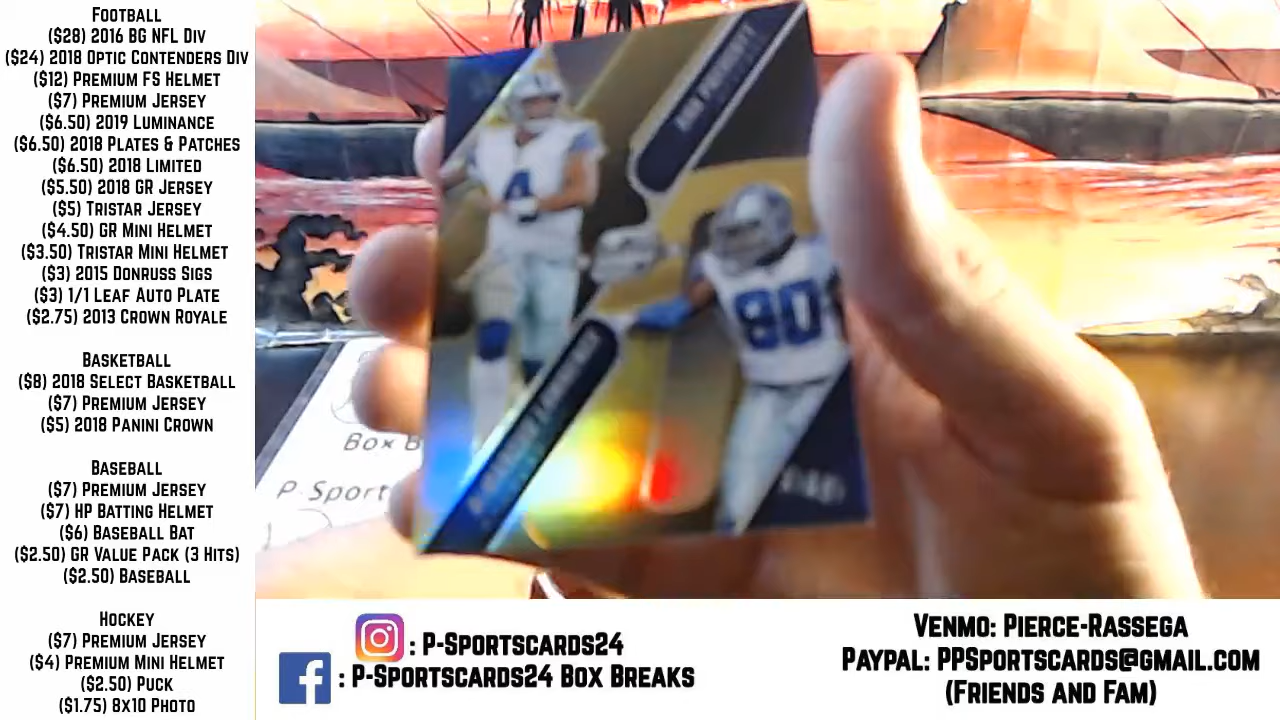 Football
($28) 2016 BG NFL Div
($24) 2018 Optic Contenders Div
($12) Premium FS Helmet
($7) Premium Jersey
($6.50) 2019 Luminance
($6.50) 2018 Plates & Patches
($6.50) 2018 Limited
($5.50) 2018 GR Jersey
($5) Tristar Jersey
($4.50) GR Mini Helmet
($3.50) Tristar Mini Helmet
($3) 2015 Donruss Sigs
($3) 1/1 Leaf Auto Plate
($2.75) 2013 Crown Royale
Basketball
($8) 2018 Select Basketball
($7) Premium Jersey
($5) 2018 Panini Crown
Baseball
($7) Premium Jersey
($7) HP Batting Helmet
($6) Baseball Bat
($2.50) GR Value Pack (3 Hits)
($2.50) Baseball
Hockey
($7) Premium Jersey
($4) Premium Mini Helmet
($2.50) Puck
($1.75) 8x10 Photo
4
80
Box B
P-Sport
: P-Sportscards24
: P-Sportscards24 Box Breaks
Venmo: Pierce-Rassega
PayPal: PPSportscards@gmail.com
(Friends and Fam)